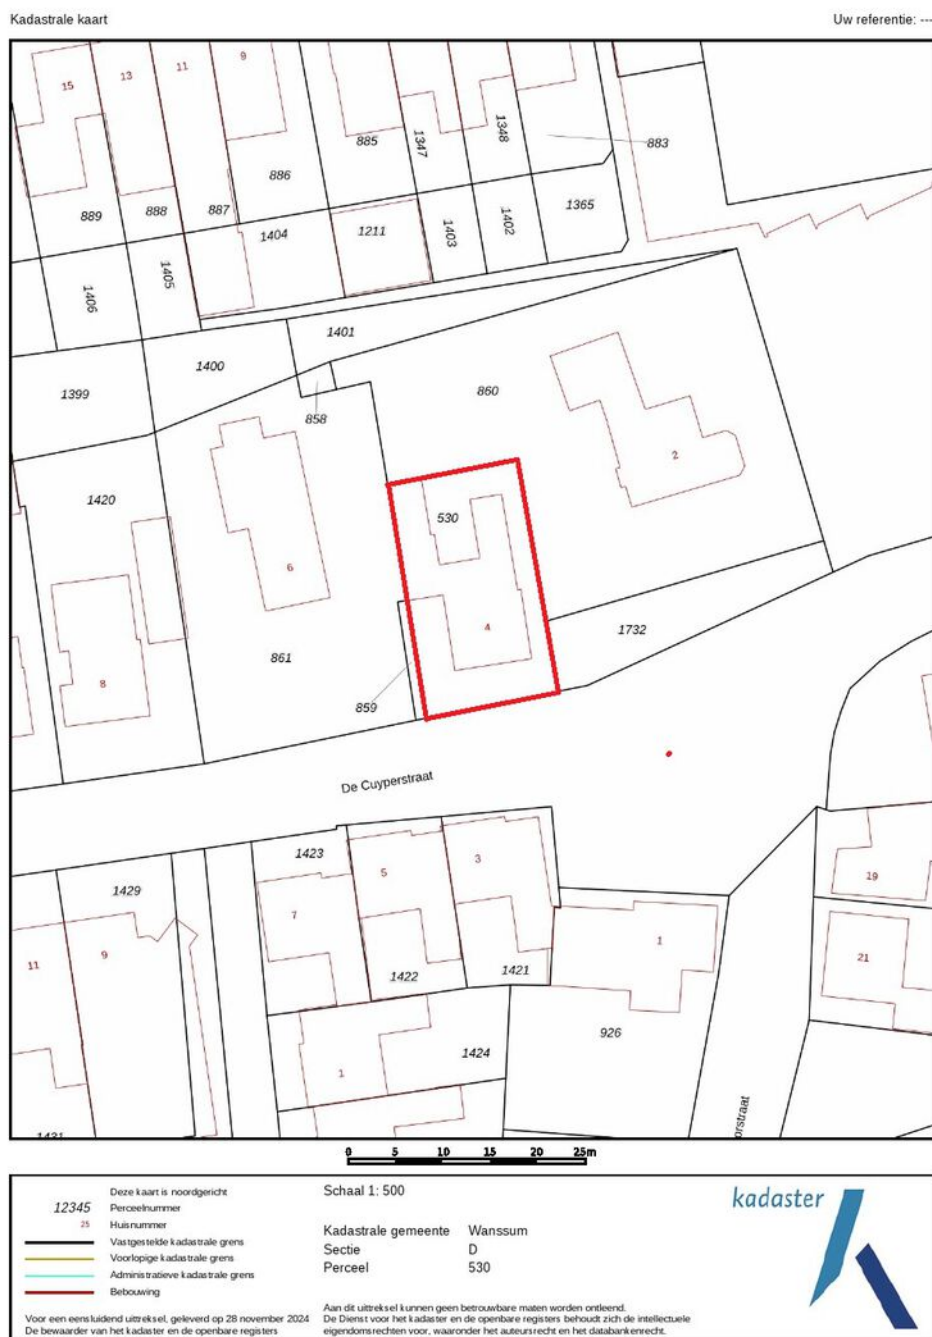 Kadastrale kaart
Uw referentie: ---
15
13
11
9
1347
1348
885
883
886
889
888
887
1404
1211
1403
1402
1365
1406
1405
1401
1400
1399
858
860
2
1420
530
6
4
1732
861
8
859
De Cuyperstraat
1423
5
3
1429
7
19
11
9
1
21
1422
1421
926
1
1424
1431
orstraat
0 5 10 15 20 25m
12345
25
Deze kaart is noordgericht
Perceelnummer
Huisnummer
Vastgestelde kadastrale grens
Voorlopige kadastrale grens
Administratieve kadastrale grens
Bebouwing
Voor een eensluidend uittreksel, geleverd op 28 november 2024
De bewaarder van het kadaster en de openbare registers
Schaal 1: 500
Kadastrale gemeente Wanssum
Sectie D
Perceel 530
Aan dit uittreksel kunnen geen betrouwbare maten worden ontleend.
De Dienst voor het kadaster en de openbare registers behoudt zich de intellectuele
eigendomsrechten voor, waaronder het auteursrecht en het databankenrecht.
kadaster